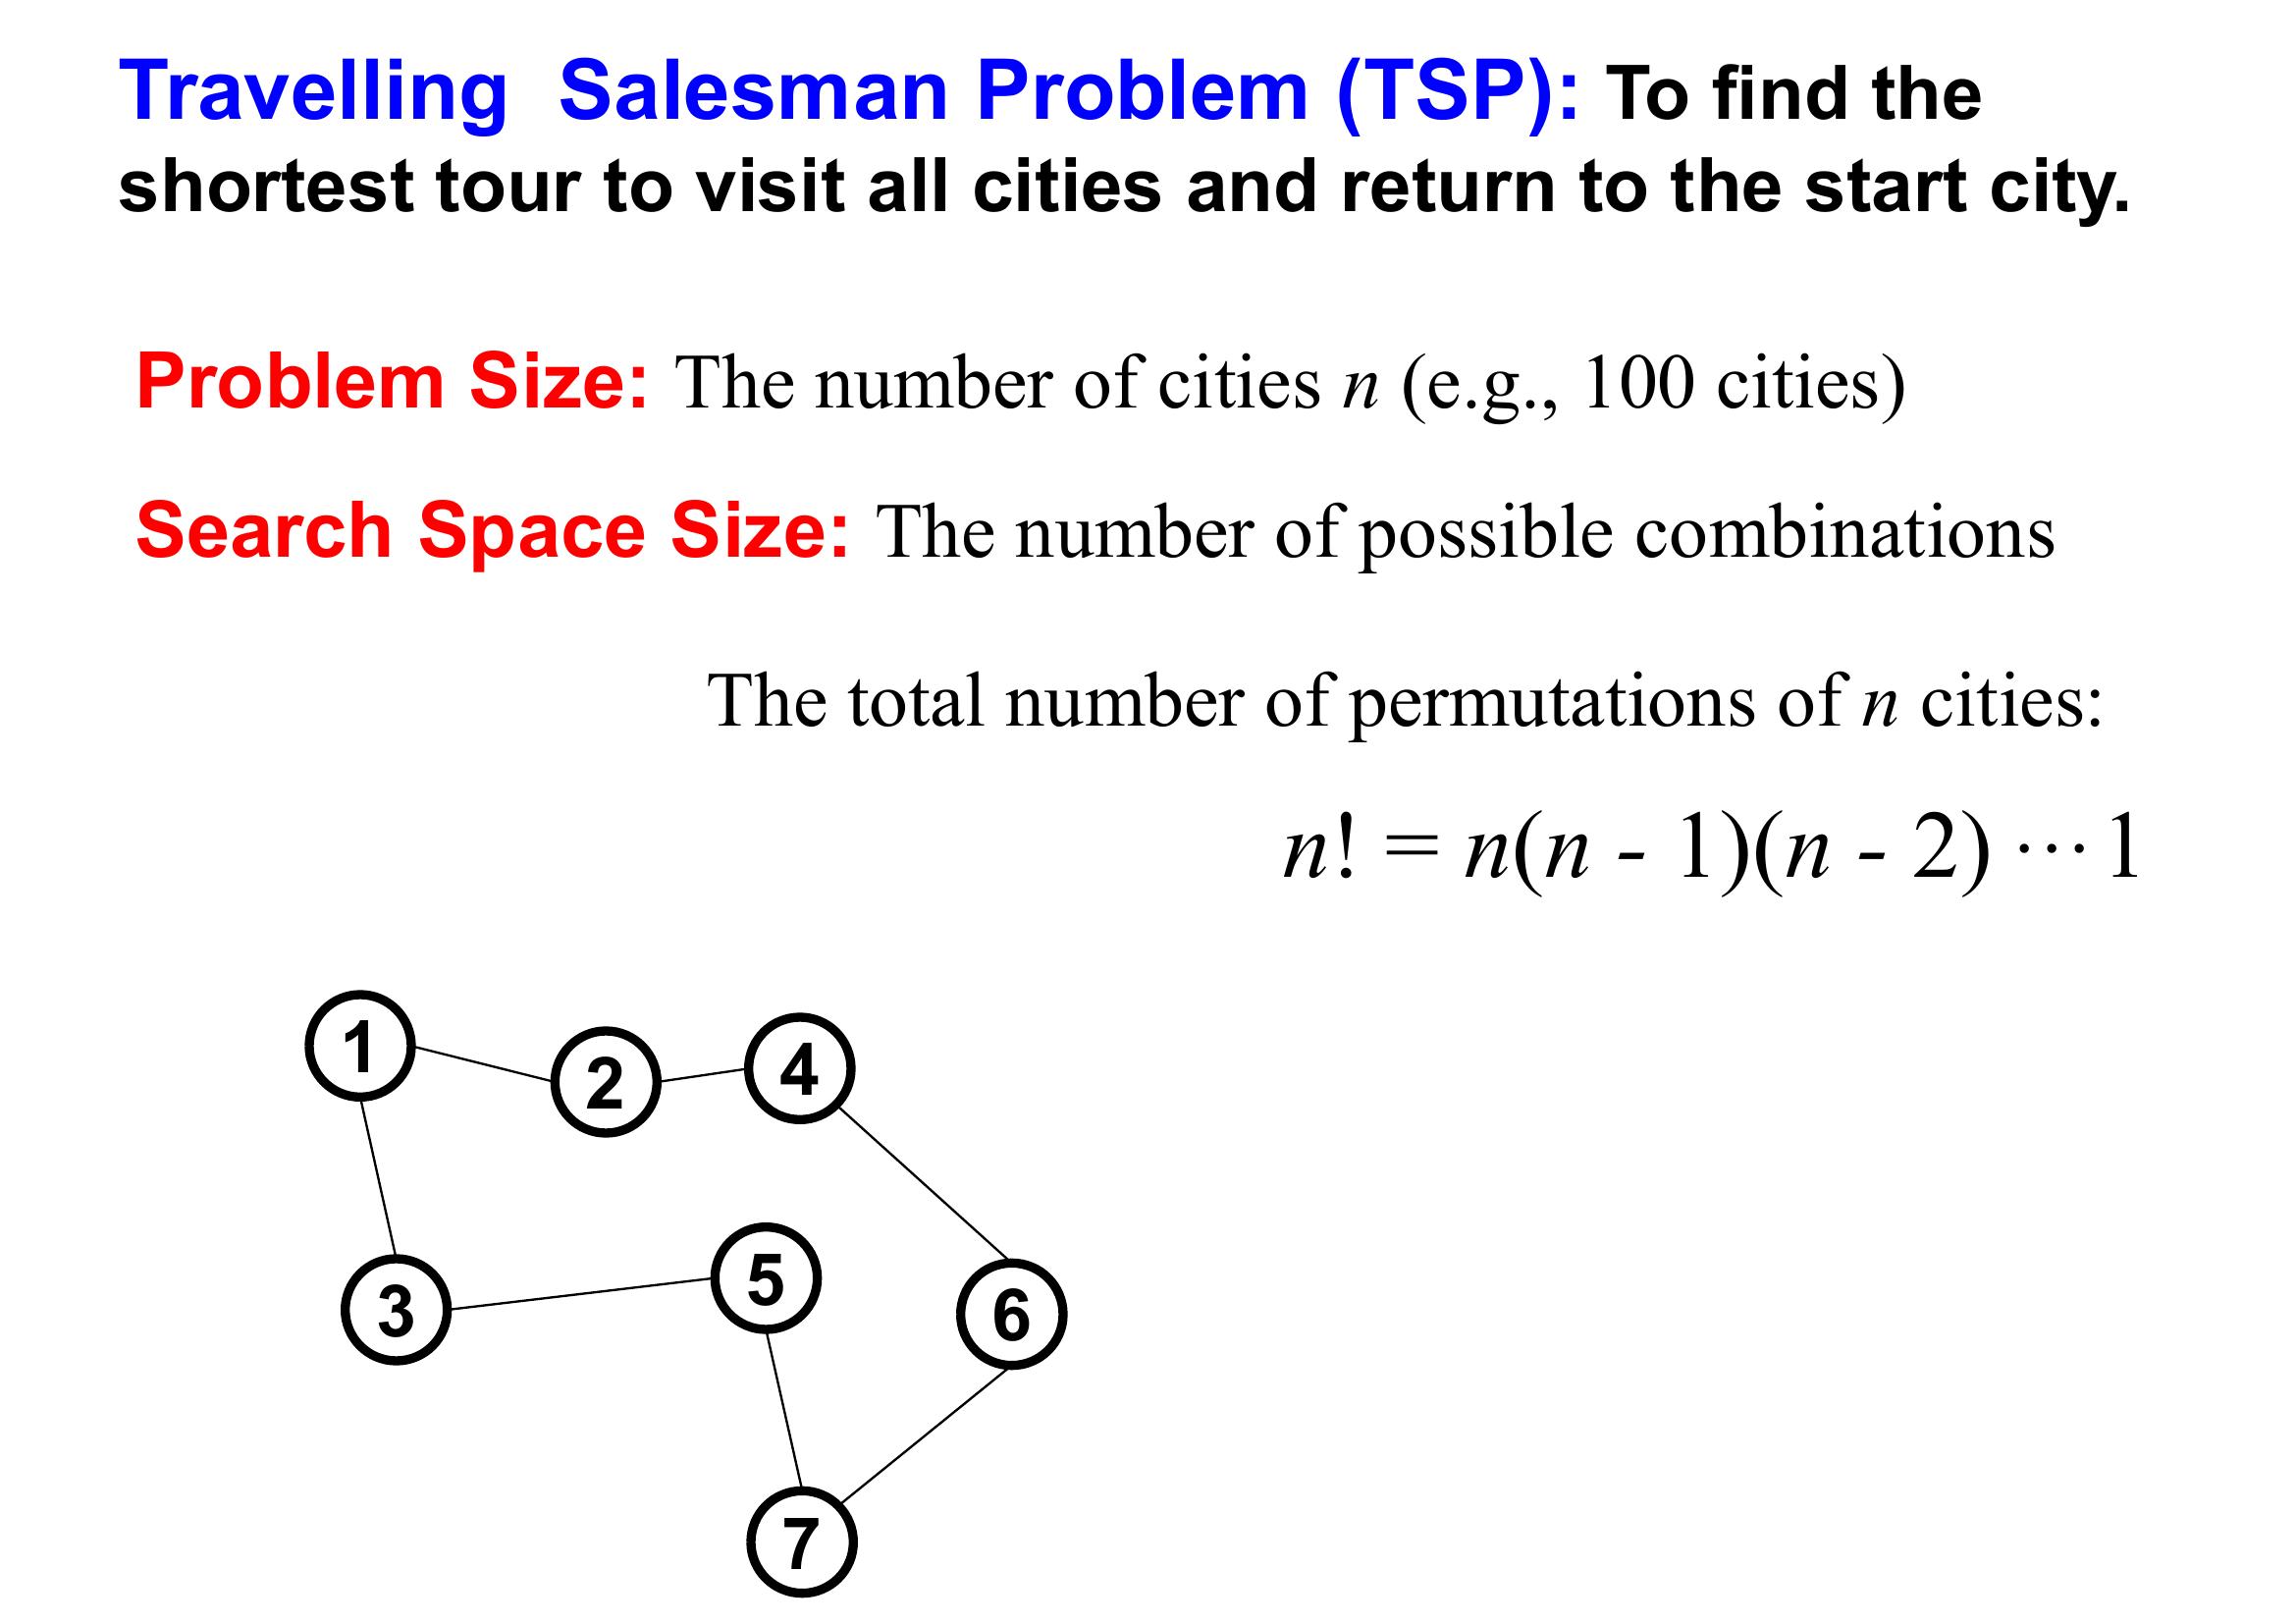 Travelling Salesman Problem (TSP): To find the
shortest tour to visit all cities and return to the start city.
Problem Size: The number of cities n (e.g., 100 cities)
Search Space Size: The number of possible combinations
The total number of permutations of n cities:
n! = n(n - 1)(n - 2) ··· 1
1
2
4
3
5
6
7